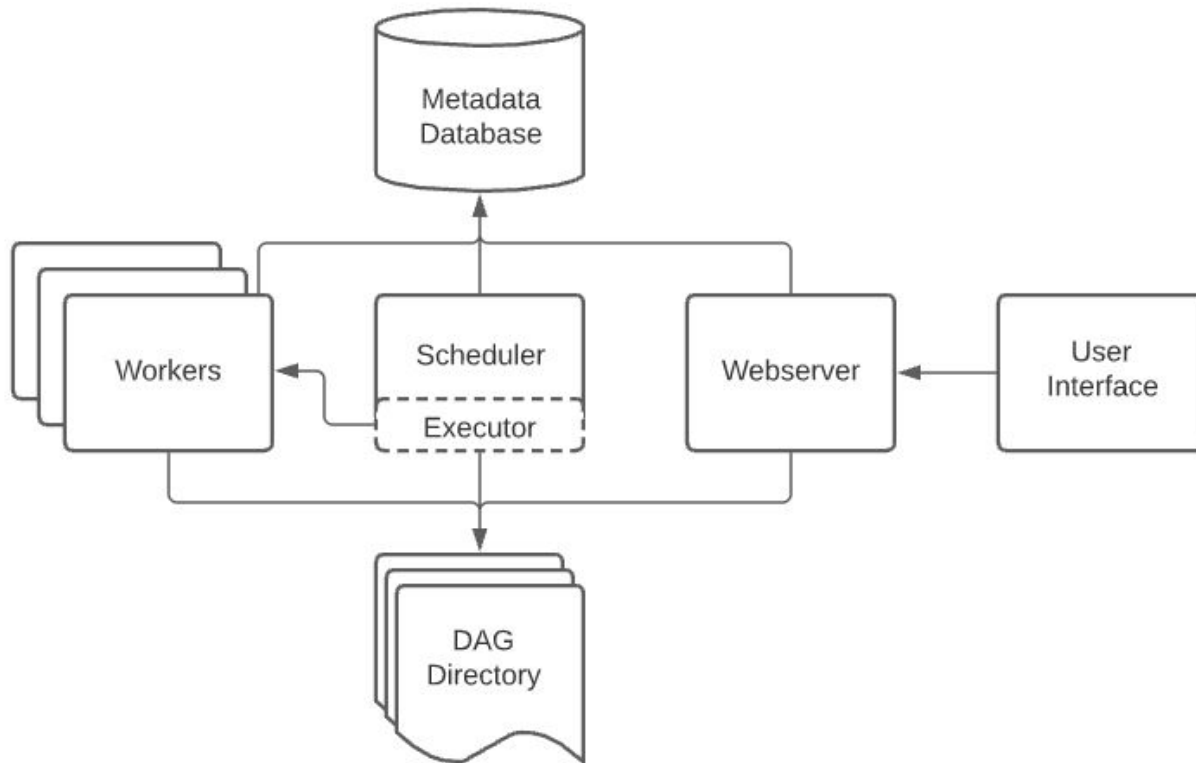 Metadata
Database
Workers
Scheduler
Executor
Webserver
User
Interface
DAG
Directory